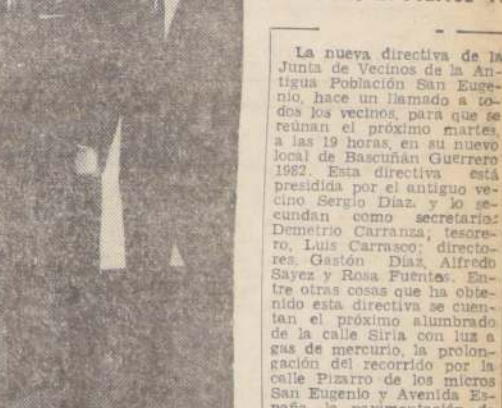 La nueva directiva de la
Junta de Vecinos de la An-
tigua Población San Euge-
nio, hace un llamado a to-
dos los vecinos, para que se
reúnan el próximo martes
a las 19 horas, en su nuevo
local de Bascuñán Guerrero
1982. Esta directiva está
presidida por el antiguo ve-
cino Sergio Díaz. y lo se-
cundan como secretario:
Demetrio Carranza; tesore-
ro, Luis Carrasco; directo-
res, Gastón Díaz, Alfredo
Sayez y Rosa Fuentes. En-
tre otras cosas que ha obte-
nido esta directiva se cuen-
tan el próximo alumbrado
de la calle Siria con luz a
gas de mercurio, la prolon-
gación del recorrido por la
calle Pizarro de los micros
San Eugenio y Avenida Es-